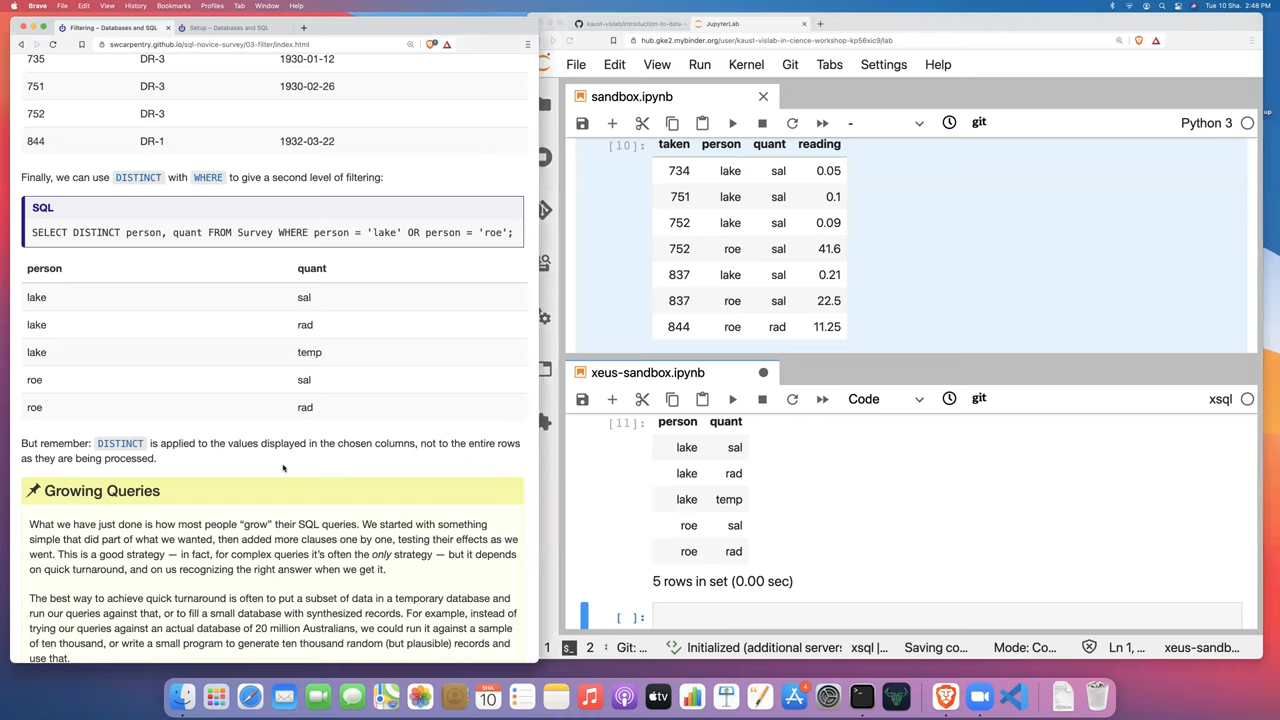 Brave File Edit View History Bookmarks Profiles Tab Window Help
Tue 10 Sha. 2:48 PM
Filtering – Databases and SQL
Setup – Databases and SQL
swcarpentry.github.io/sql-novice-survey/03-filter/index.html
735 DR-3 1930-01-12
751 DR-3 1930-02-26
752 DR-3
844 DR-1 1932-03-22
Finally, we can use DISTINCT with WHERE to give a second level of filtering:
SQL
SELECT DISTINCT person, quant FROM Survey WHERE person = 'lake' OR person = 'roe';
person quant
lake sal
lake rad
lake temp
roe sal
roe rad
But remember: DISTINCT is applied to the values displayed in the chosen columns, not to the entire rows
as they are being processed.
Growing Queries
What we have just done is how most people “grow” their SQL queries. We started with something
simple that did part of what we wanted, then added more clauses one by one, testing their effects as we
went. This is a good strategy — in fact, for complex queries it’s often the only strategy — but it depends
on quick turnaround, and on us recognizing the right answer when we get it.
The best way to achieve quick turnaround is often to put a subset of data in a temporary database and
run our queries against that, or to fill a small database with synthesized records. For example, instead of
trying our queries against an actual database of 20 million Australians, we could run it against a sample
of ten thousand, or write a small program to generate ten thousand random (but plausible) records and
use that.
kaust-vislab/introduction-to-data-
JupyterLab
hub.gke2.mybinder.org/user/kaust-vislab-in-cience-workshop-kp56xic9/lab
File Edit View Run Kernel Git Tabs Settings Help
sandbox.ipynb
git
Python 3
[10]: taken person quant reading
734 lake sal 0.05
751 lake sal 0.1
752 lake sal 0.09
752 roe sal 41.6
837 lake sal 0.21
837 roe sal 22.5
844 roe rad 11.25
xeus-sandbox.ipynb
Code
git
xsql
[11]: person quant
lake sal
lake rad
lake temp
roe sal
roe rad
5 rows in set (0.00 sec)
[ ]:
1 2 Git: ... Initialized (additional servers xsql |... Saving co... Mode: Co... Ln 1, ... xeus-sandb...
SHA
10
tv
4